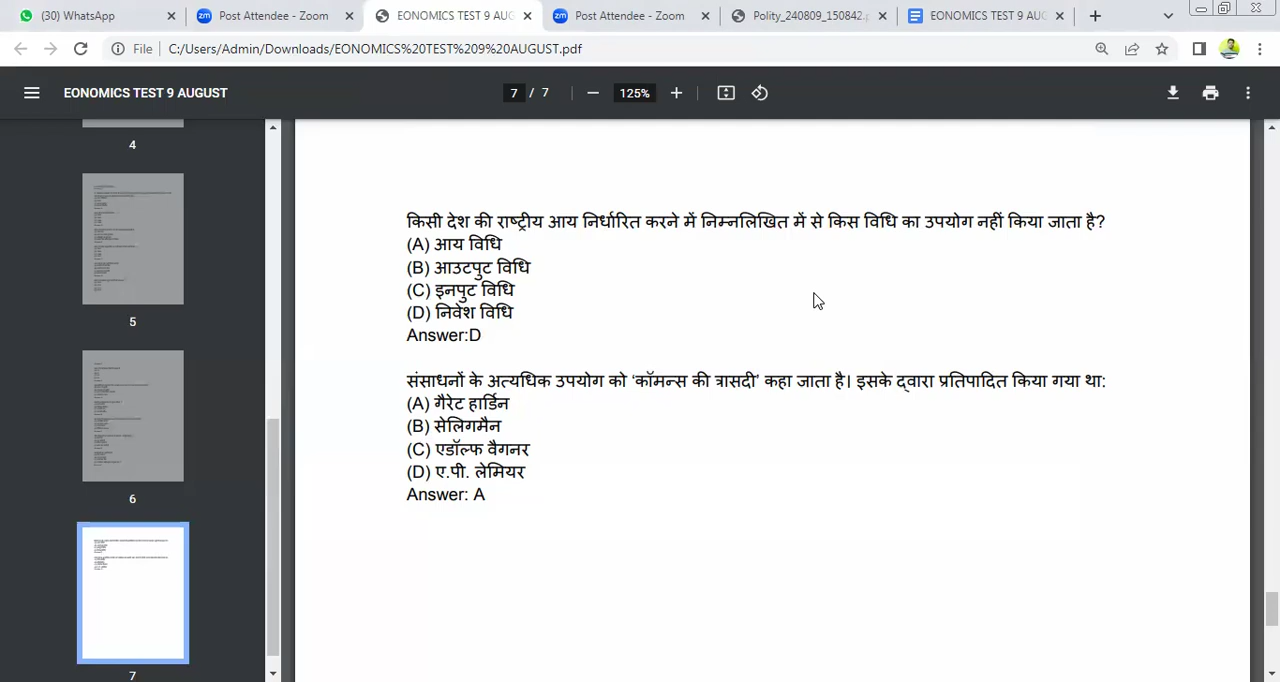 (30) WhatsApp
Post Attendee - Zoom
EONOMICS TEST 9 AUG
Post Attendee - Zoom
Polity_240809_150842.p
EONOMICS TEST 9 AUG
File
C:/Users/Admin/Downloads/EONOMICS%20TEST%209%20AUGUST.pdf
EONOMICS TEST 9 AUGUST
7 / 7
125%
4
5
6
7
किसी देश की राष्ट्रीय आय निर्धारित करने में निम्नलिखित में से किस विधि का उपयोग नहीं किया जाता है?
(A) आय विधि
(B) आउटपुट विधि
(C) इनपुट विधि
(D) निवेश विधि
Answer:D
संसाधनों के अत्यधिक उपयोग को 'कॉमन्स की त्रासदी' कहा जाता है। इसके द्वारा प्रतिपादित किया गया था:
(A) गैरेट हार्डिन
(B) सेलिगमैन
(C) एडॉल्फ वैगनर
(D) ए.पी. लेमियर
Answer: A